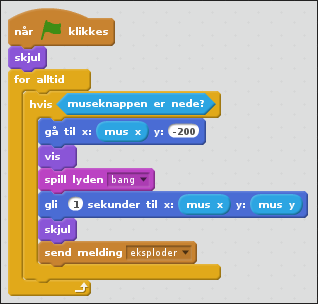 når klikkes
skjul
for alltid
hvis museknappen er nede?
gå til x: mus x y: -200
vis
spill lyden bang
gli 1 sekunder til x: mus x y: mus y
skjul
send melding eksploder